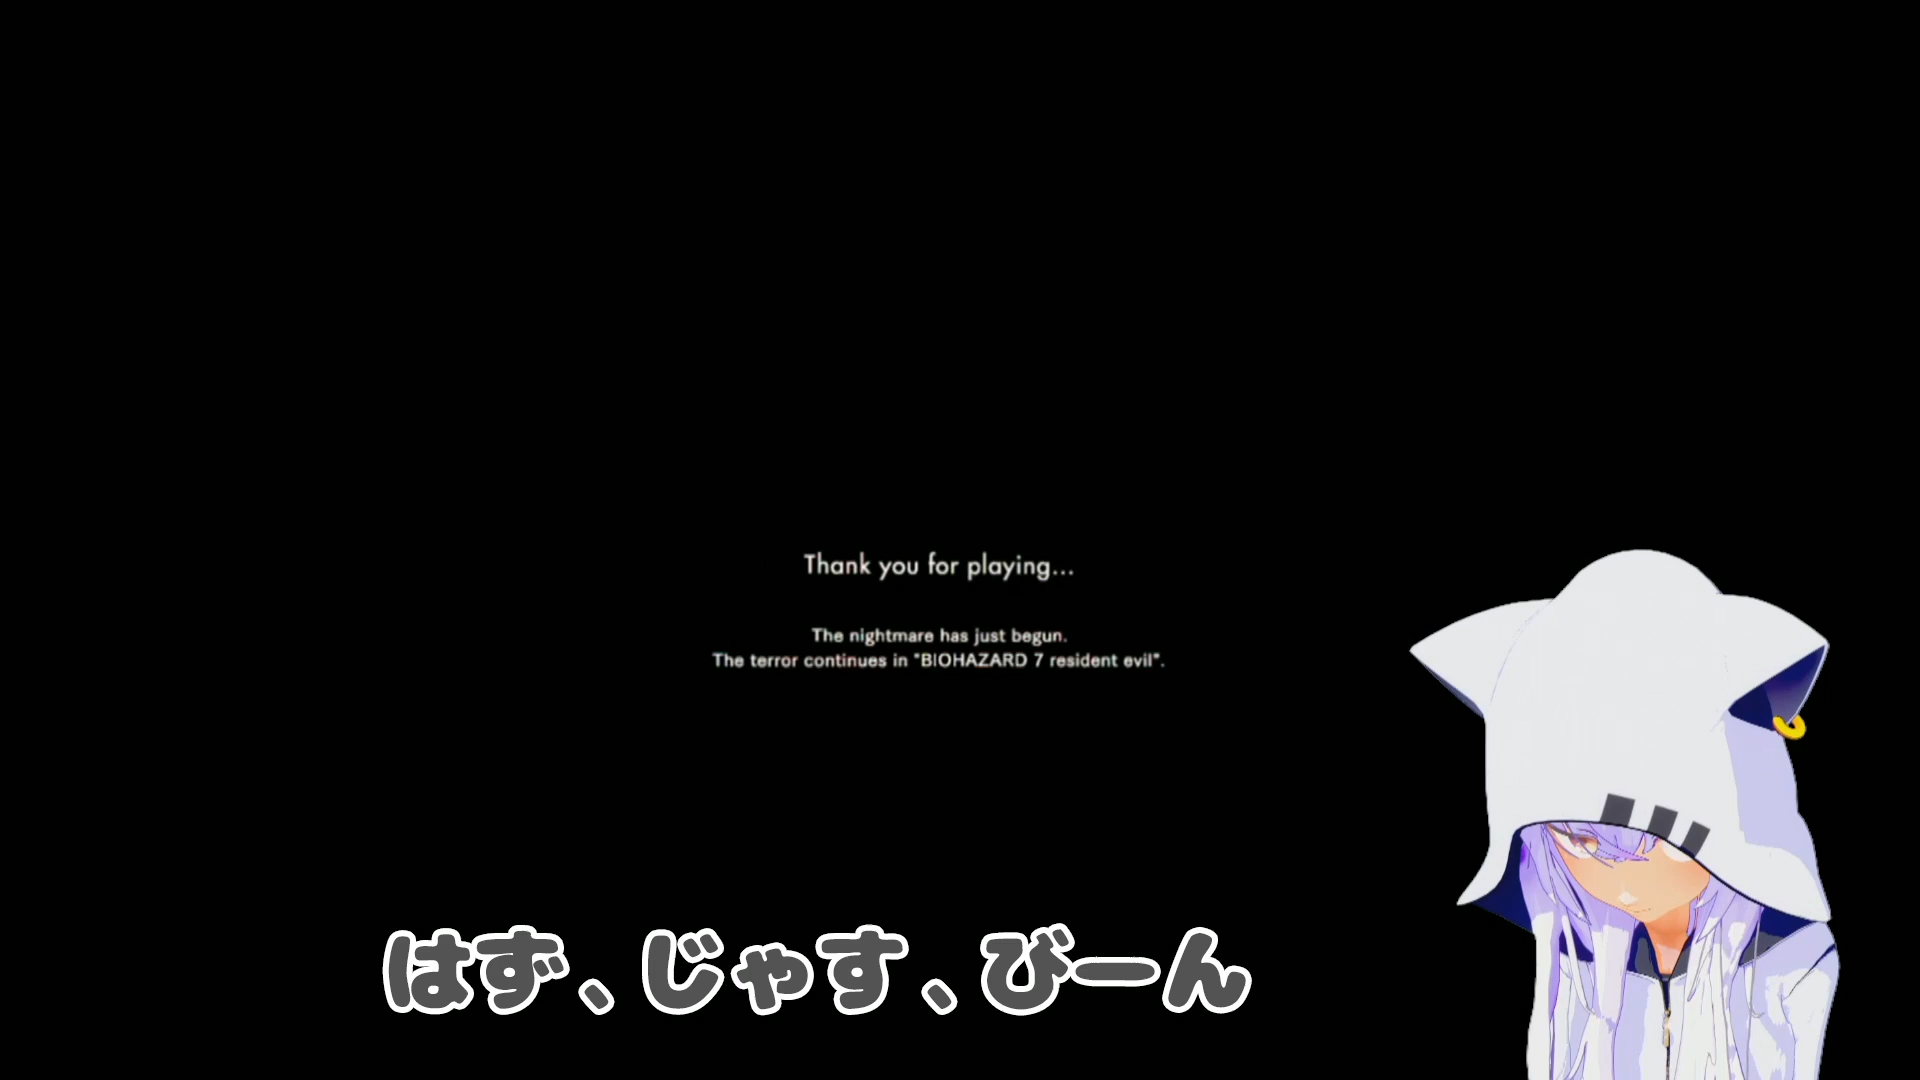 Thank you for playing...
The nightmare has just begun.
The terror continues in "BIOHAZARD 7 resident evil".
はず、じゃす、びーん